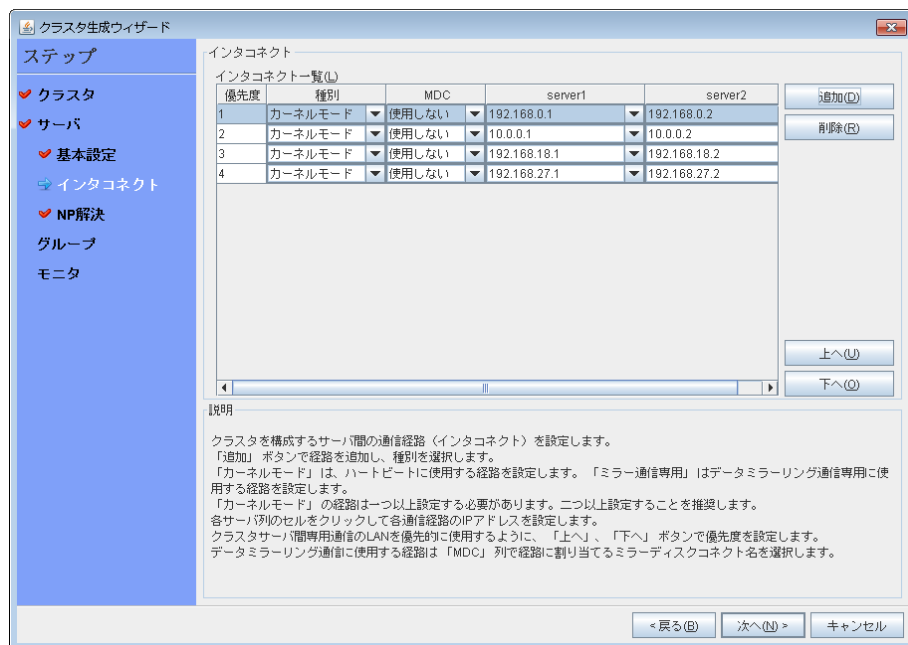 クラスタ生成ウィザード
ステップ
クラスタ
サーバ
基本設定
インタコネクト
NP解決
グループ
モニタ
インタコネクト
インタコネクト一覧(L)
優先度 種別 MDC server1 server2
1 カーネルモード 使用しない 192.168.0.1 192.168.0.2
2 カーネルモード 使用しない 10.0.0.1 10.0.0.2
3 カーネルモード 使用しない 192.168.18.1 192.168.18.2
4 カーネルモード 使用しない 192.168.27.1 192.168.27.2
追加(D)
削除(R)
上へ(U)
下へ(O)
説明
クラスタを構成するサーバ間の通信経路（インタコネクト）を設定します。
「追加」ボタンで経路を追加し、種別を選択します。
「カーネルモード」は、ハートビートに使用する経路を設定します。「ミラー通信専用」はデータミラーリング通信専用に使
用する経路を設定します。
「カーネルモード」の経路は一つ以上設定する必要があります。二つ以上設定することを推奨します。
各サーバ列のセルをクリックして各通信経路のIPアドレスを設定します。
クラスタサーバ間専用通信のLANを優先的に使用するように、「上へ」、「下へ」ボタンで優先度を設定します。
データミラーリング通信に使用する経路は「MDC」列で経路に割り当てるミラーディスクコネクト名を選択します。
<戻る(B) 次へ(N)> キャンセル